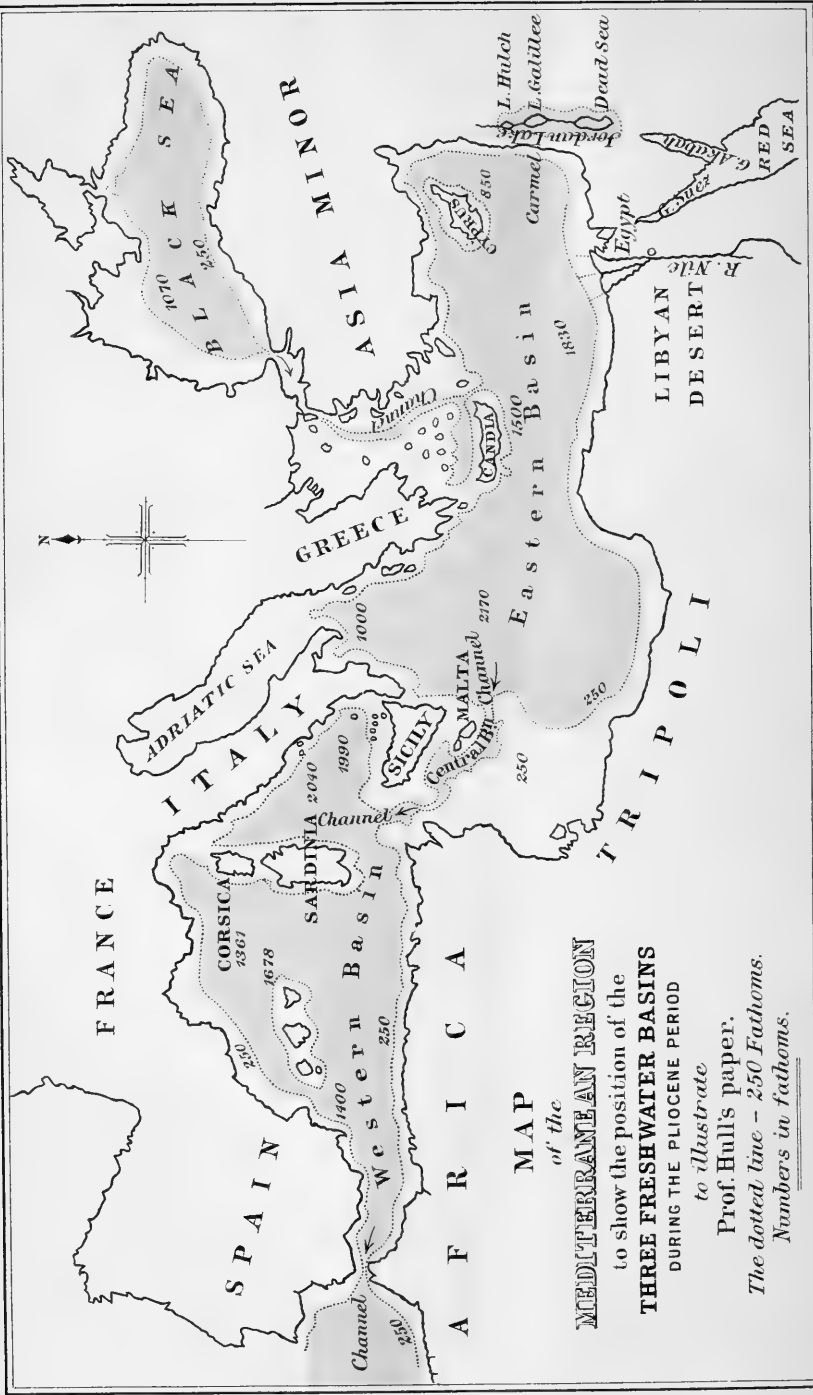 MAP
of the
MEDITERRANEAN REGION
to show the position of the
THREE FRESHWATER BASINS
DURING THE PLIOCENE PERIOD
to illustrate
Prof. Hull's paper.
The dotted line – 250 Fathoms.
Numbers in fathoms.
N
FRANCE
SPAIN
ITALY
ADRIATIC SEA
GREECE
BLACK SEA
1070
250
ASIA MINOR
CORSICA
1361
SARDINIA
2040
1990
1678
250
1400
Western Basin
250
Channel
250
AFRICA
Channel
SICILY
MALTA
Central Bn
Channel
250
1000
2170
Eastern Basin
250
TRIPOLI
Channel
CANDIA
1500
1830
CYPRUS
850
Carmel
Jordan Lake
L. Hulch
L. Galillee
Dead Sea
Egypt
R. Nile
LIBYAN
DESERT
G. Suez
G. Akabah
RED
SEA